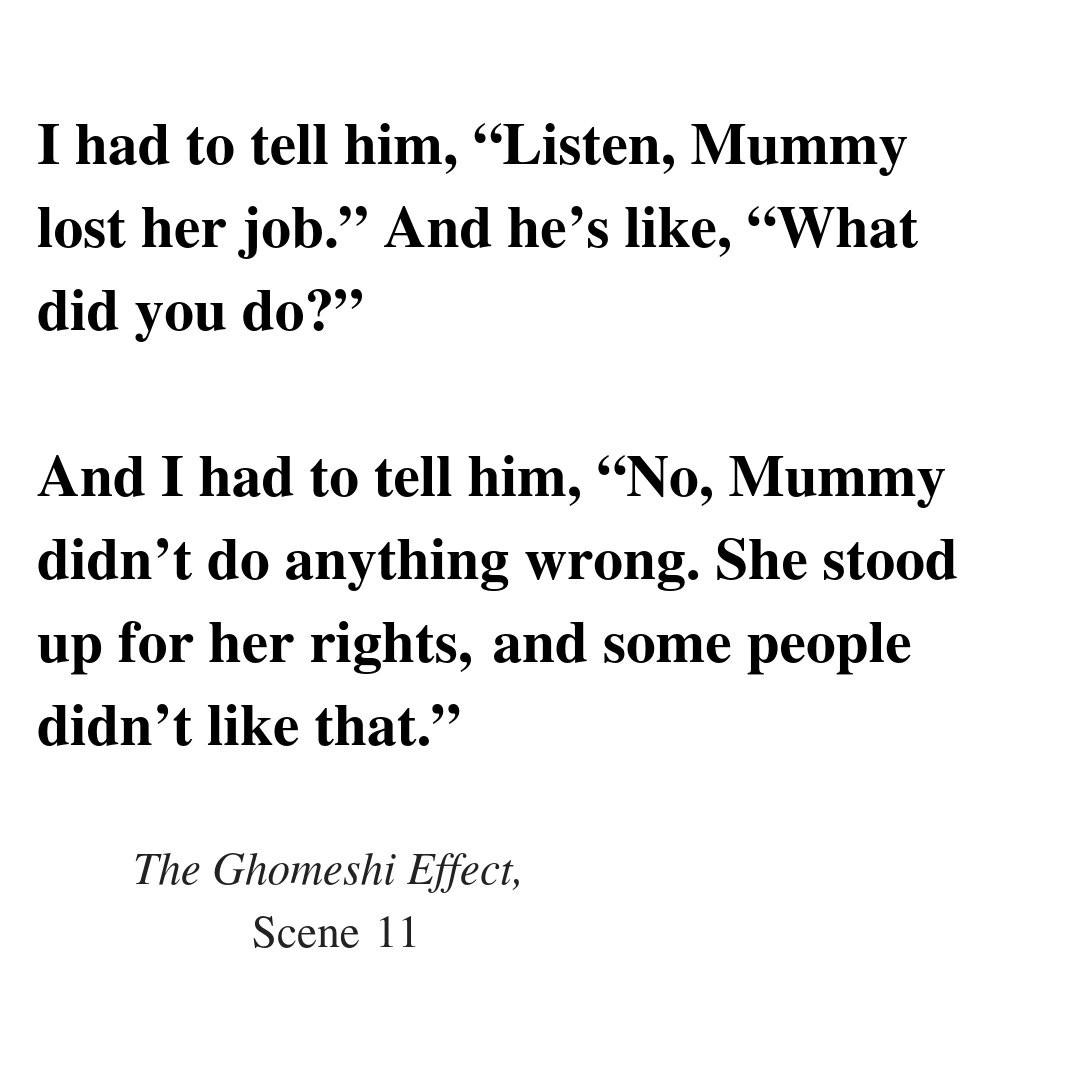 I had to tell him, “Listen, Mummy
lost her job.” And he’s like, “What
did you do?”
And I had to tell him, “No, Mummy
didn’t do anything wrong. She stood
up for her rights, and some people
didn’t like that.”
The Ghomeshi Effect,
Scene 11